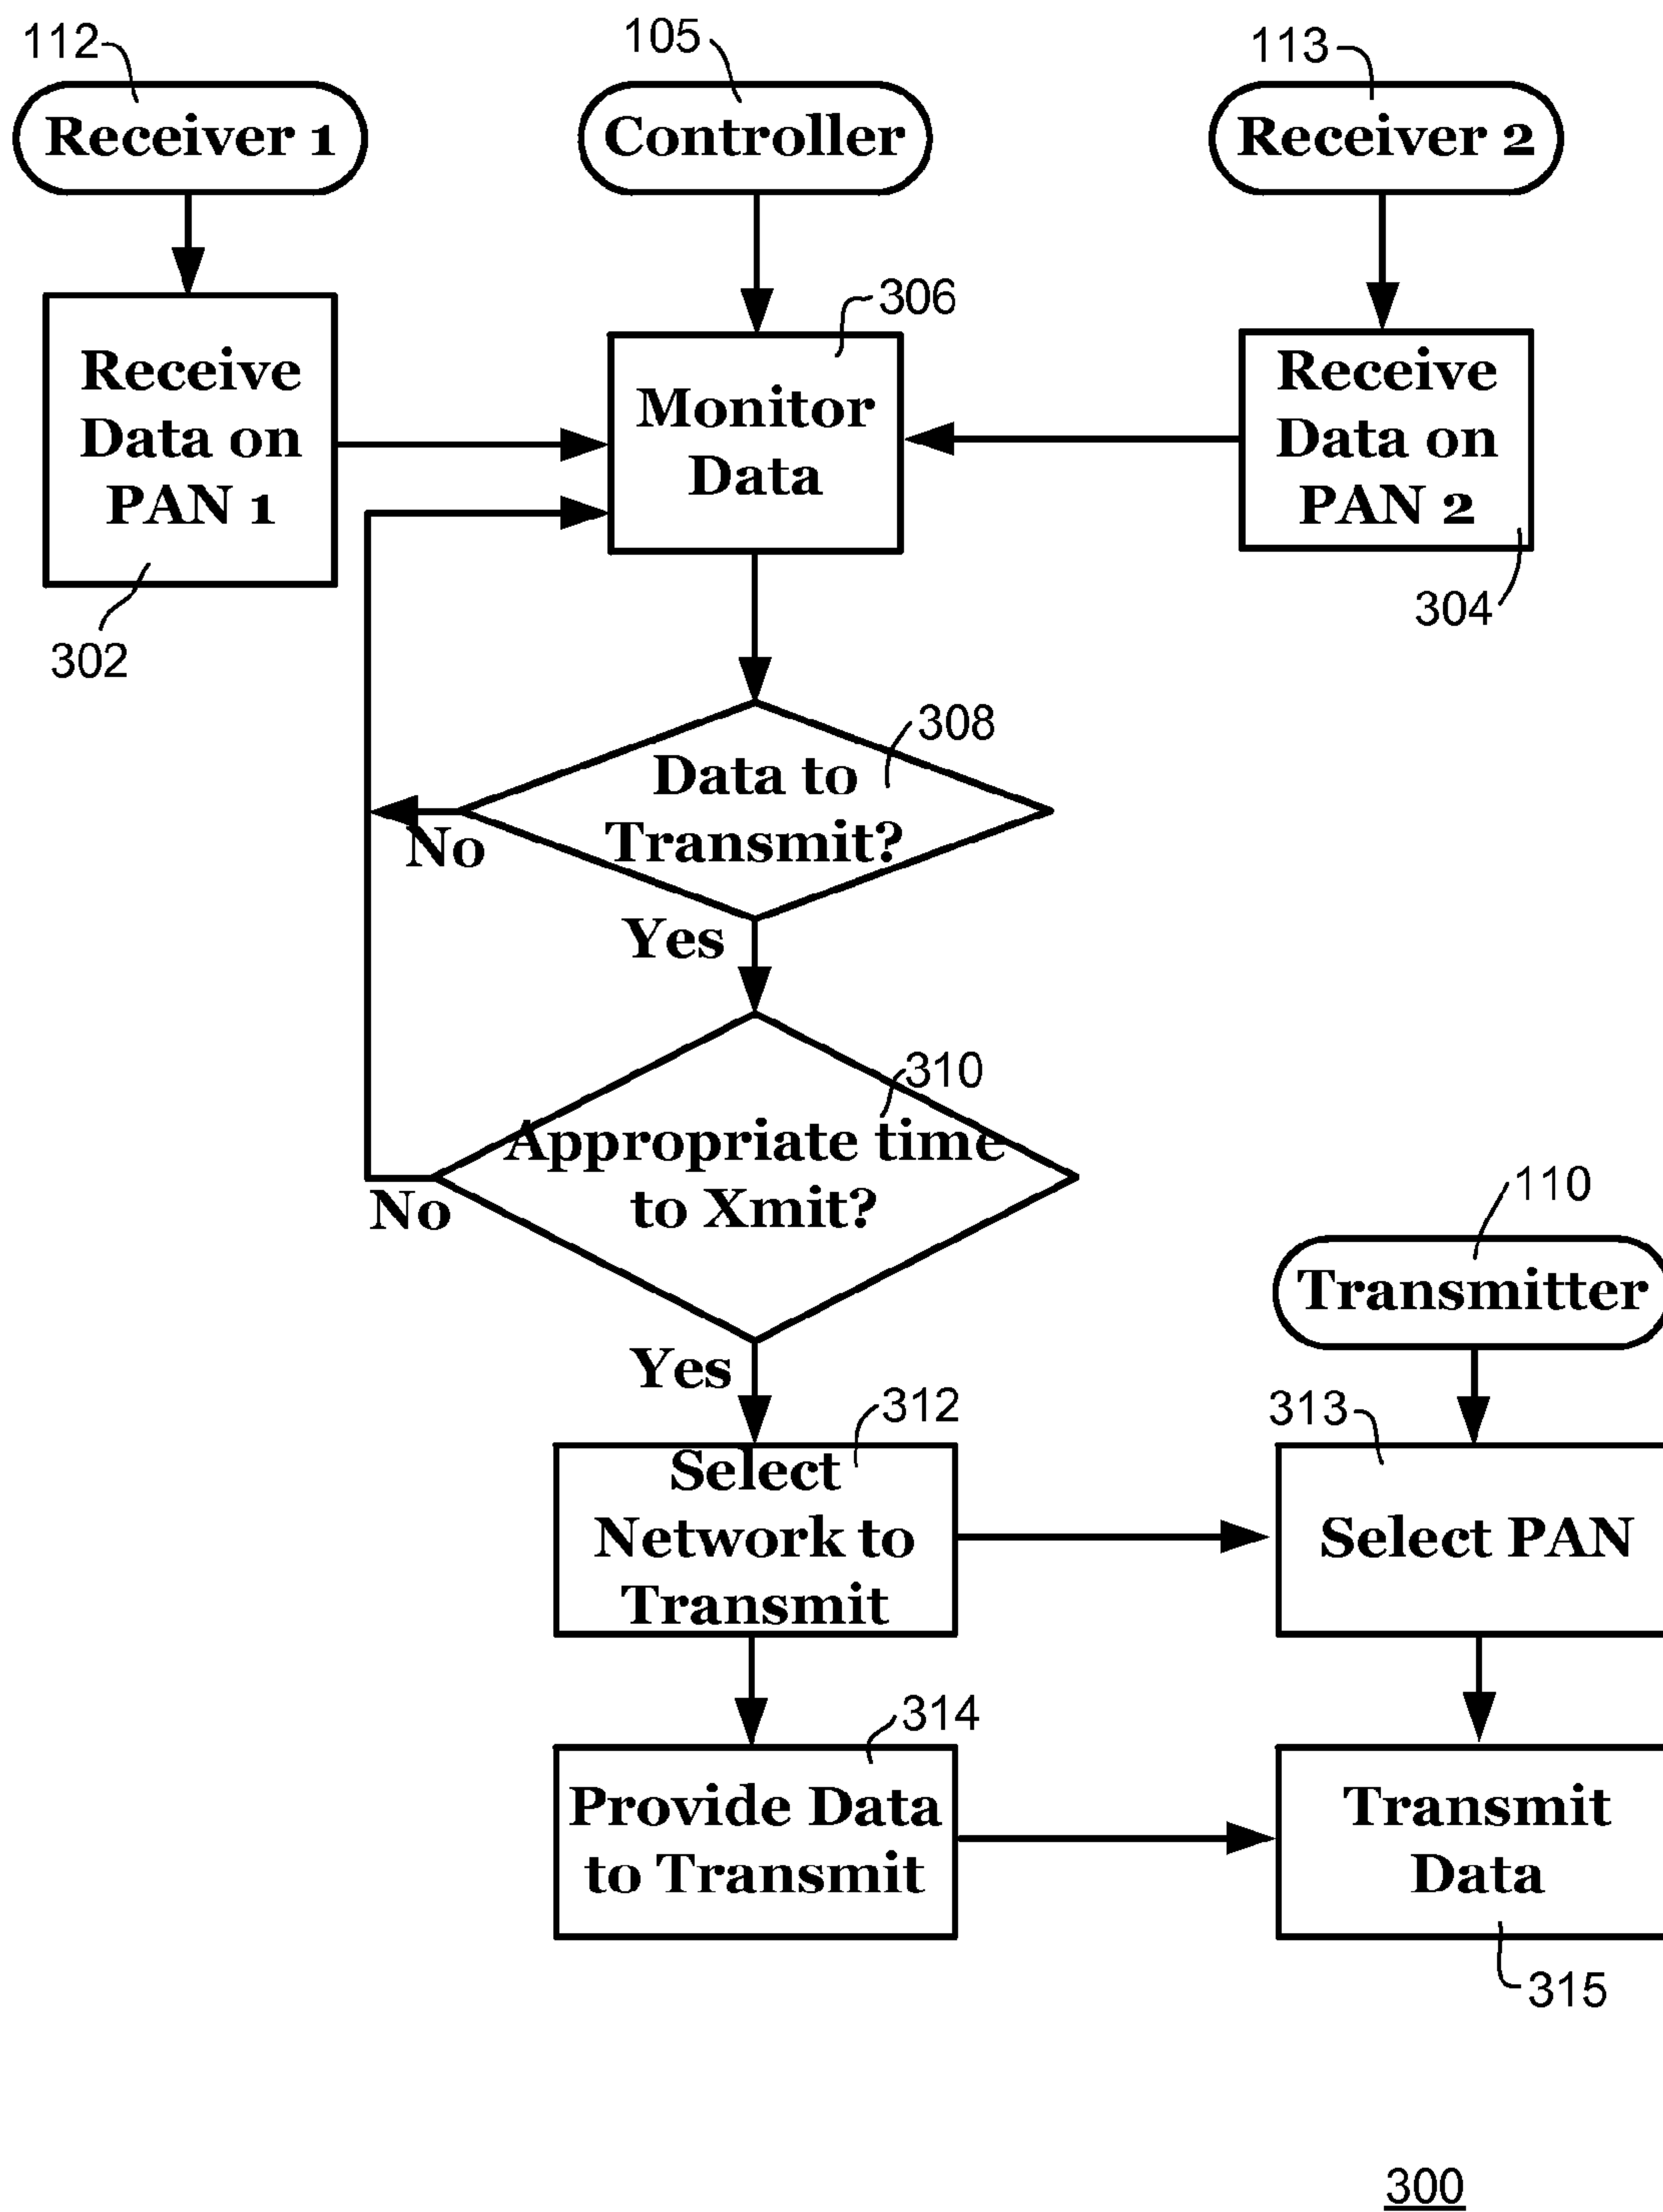 112
105
113
Receiver 1
Controller
Receiver 2
306
Receive
Data on
PAN 1
Monitor
Data
Receive
Data on
PAN 2
302
304
308
Data to
Transmit?
No
Yes
310
Appropriate time
to Xmit?
No
Yes
110
Transmitter
312
313
Select
Network to
Transmit
Select PAN
314
Provide Data
to Transmit
Transmit
Data
315
300